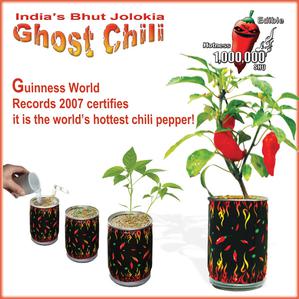 India's Bhut Jolokia
Ghost Chili
Edible
Hotness
1,000,000+
SHU
Guinness World
Records 2007 certifies
it is the world's hottest chili pepper!